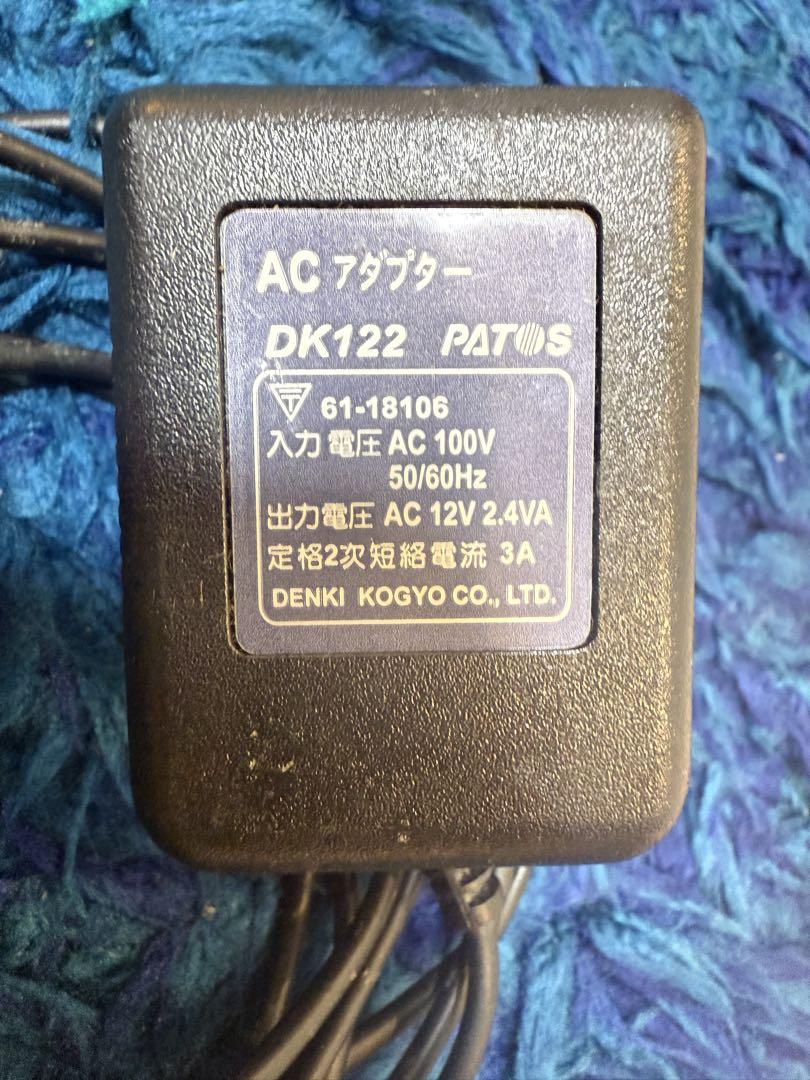 AC アダプター
DK122 PATOS
〒 61-18106
入力電圧 AC 100V
50/60Hz
出力電圧 AC 12V 2.4VA
定格2次短絡電流 3A
DENKI KOGYO CO., LTD.